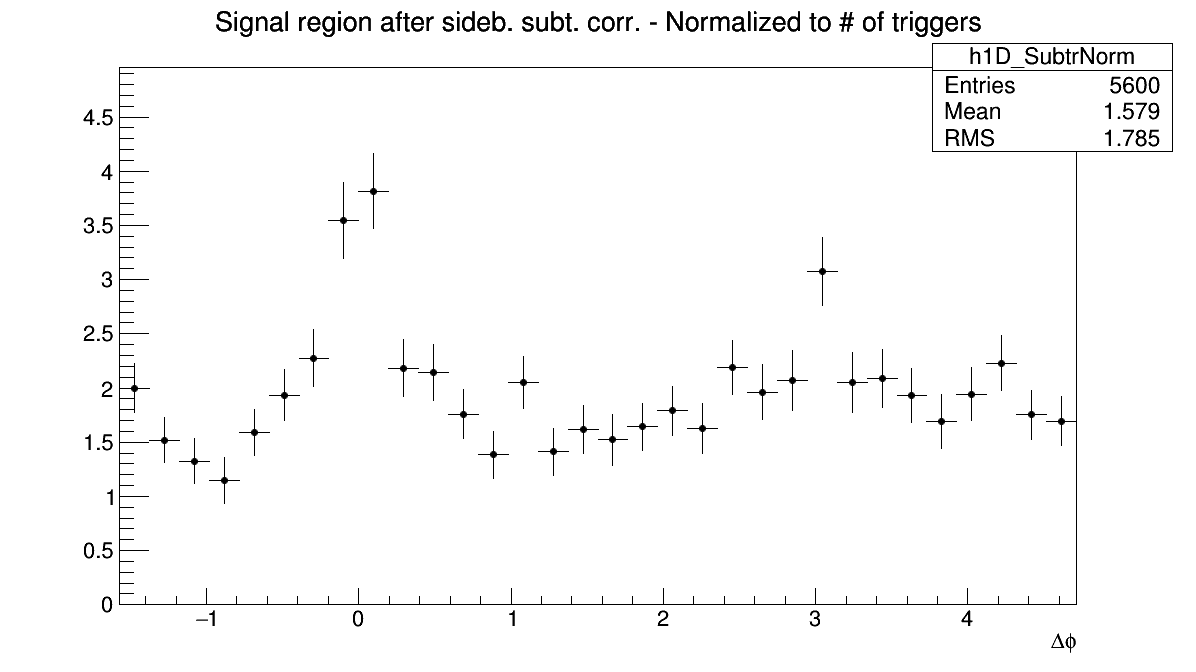 Signal region after sideb. subt. corr. - Normalized to # of triggers
h1D_SubtrNorm
Entries 5600
Mean 1.579
RMS 1.785
4.5
4
3.5
3
2.5
2
1.5
1
0.5
0
−1 0 1 2 3 4
Δϕ